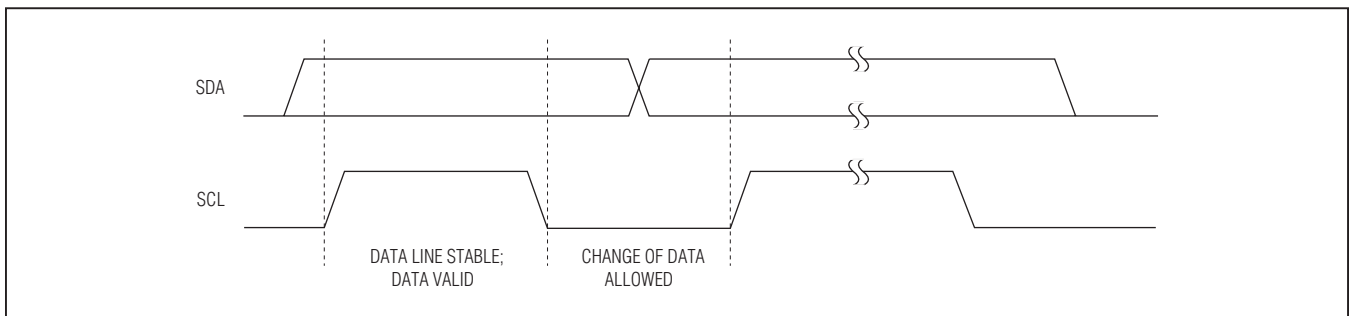 SDA
SCL
DATA LINE STABLE;
DATA VALID
CHANGE OF DATA
ALLOWED